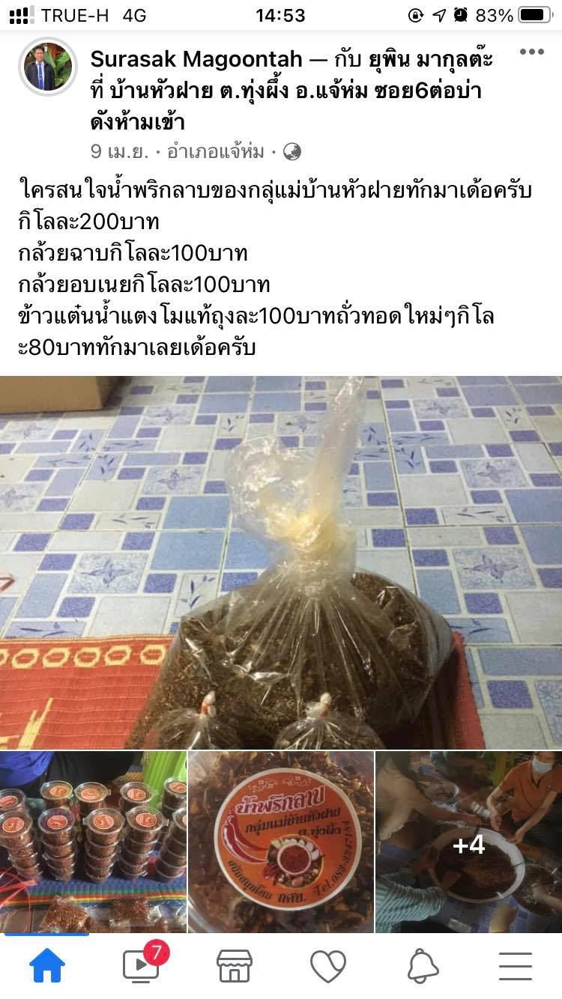 TRUE-H 4G 14:53 83%
Surasak Magoontah — กับ ยุพิน มากุลต๊ะ
ที่ บ้านหัวฝาย ต.ทุ่งผึ้ง อ.แจ้ห่ม ซอย6ต่อบ่า
ดังห้ามเข้า
9 เม.ย. · อำเภอแจ้ห่ม ·
ใครสนใจน้ำพริกลาบของกลุ่แม่บ้านหัวฝายทักมาเด้อครับ
กิโลละ200บาท
กล้วยฉาบกิโลละ100บาท
กล้วยอบเนยกิโลละ100บาท
ข้าวแต๋นน้ำแตงโมแท้ถุงละ100บาทถั่วทอดใหม่ๆกิโล
ะ80บาททักมาเลยเด้อครับ
น้ำพริกลาบ
กลุ่มแม่บ้านหัวฝาย
ต.ทุ่งผึ้ง
สนับสนุนโดย กศน.
+4
7